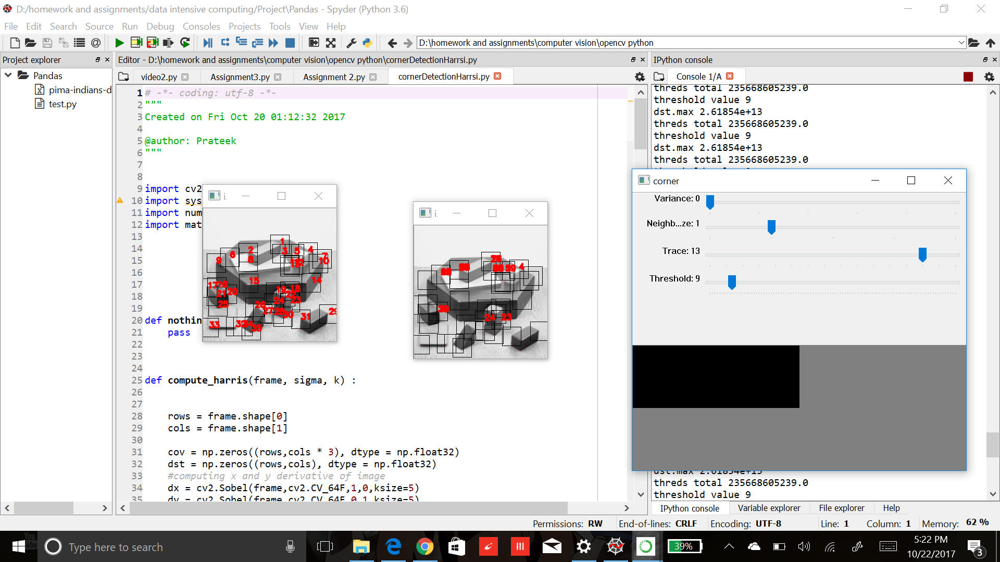 D:/homework and assignments/data intensive computing/Project\Pandas - Spyder (Python 3.6)
File Edit Search Source Run Debug Consoles Projects Tools View Help
D:\homework and assignments\computer vision\opencv python
Project explorer
Pandas
pima-indians-d
test.py
Editor - D:\homework and assignments\computer vision\opencv python\cornerDetectionHarrsi.py
video2.py Assignment3.py Assignment 2.py cornerDetectionHarrsi.py
1 # -*- coding: utf-8 -*-
2 """
3 Created on Fri Oct 20 01:12:32 2017
4
5 @author: Prateek
6 """
7
8
9 import cv2
10 import sys
11 import num
12 import mat
13
14
15
16
17
18
19
20 def nothin
21 pass
22
23
24
25 def compute_harris(frame, sigma, k) :
26
27
28 rows = frame.shape[0]
29 cols = frame.shape[1]
30
31 cov = np.zeros((rows,cols * 3), dtype = np.float32)
32 dst = np.zeros((rows,cols), dtype = np.float32)
33 #computing x and y derivative of image
34 dx = cv2.Sobel(frame,cv2.CV_64F,1,0,ksize=5)
35 dy = cv2.Sobel(frame,cv2.CV_64F,0,1,ksize=5)
i.
1
2 3 5 4
6 8 7
9 10
15 14
17
21 20 19
24 23
25 26
27 30 31 29
33
i.
4
24 23
IPython console
Console 1/A
threds total 235668605239.0
threshold value 9
dst.max 2.61854e+13
threds total 235668605239.0
threshold value 9
dst.max 2.61854e+13
threds total 235668605239.0
corner
Variance: 0
Neighb...ze: 1
Trace: 13
Threshold: 9
dst.max 2.61854e+13
threds total 235668605239.0
threshold value 9
IPython console Variable explorer File explorer Help
Permissions: RW End-of-lines: CRLF Encoding: UTF-8 Line: 1 Column: 1 Memory: 62 %
Type here to search
39%
5:22 PM
10/22/2017
3